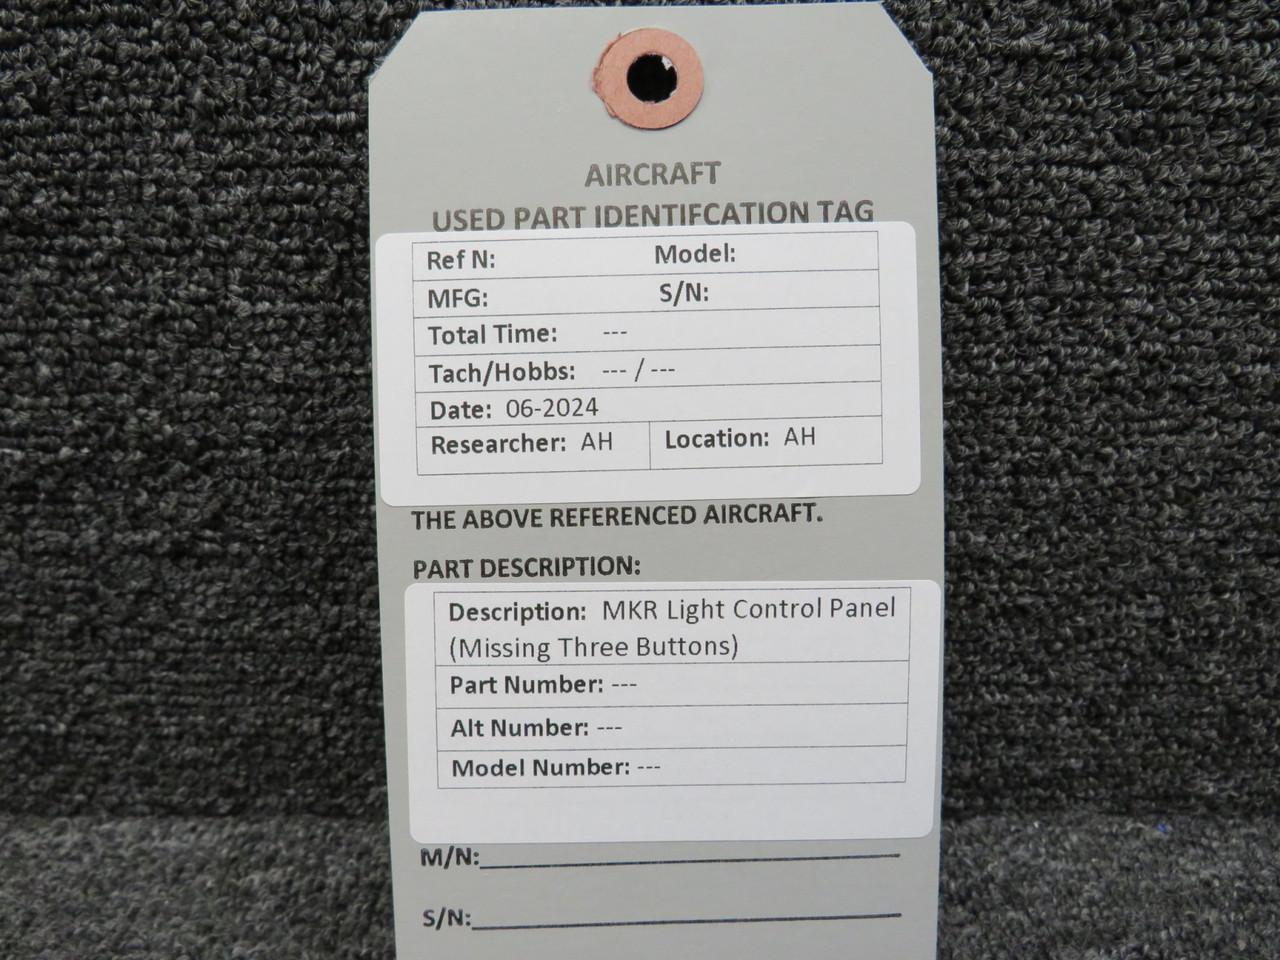 AIRCRAFT
USED PART IDENTIFCATION TAG
Ref N: Model:
MFG: S/N:
Total Time: ---
Tach/Hobbs: --- / ---
Date: 06-2024
Researcher: AH Location: AH
THE ABOVE REFERENCED AIRCRAFT.
PART DESCRIPTION:
Description: MKR Light Control Panel
(Missing Three Buttons)
Part Number: ---
Alt Number: ---
Model Number: ---
M/N:
S/N: